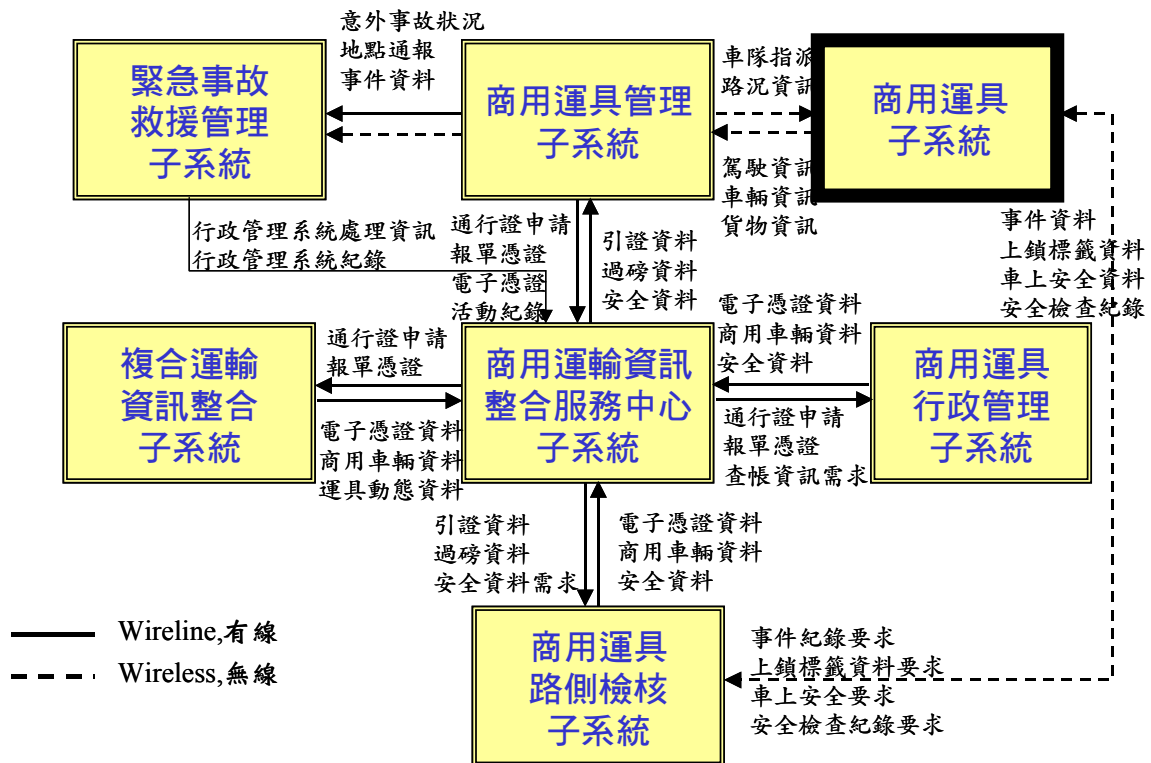 意外事故狀況
地點通報
事件資料
緊急事故
救援管理
子系統
商用運具管理
子系統
車隊指派
路況資訊
商用運具
子系統
駕駛資訊
車輛資訊
貨物資訊
行政管理系統處理資訊
行政管理系統紀錄
通行證申請
報單憑證
電子憑證
活動紀錄
引證資料
過磅資料
安全資料
事件資料
上鎖標籤資料
車上安全資料
安全檢查紀錄
複合運輸
資訊整合
子系統
通行證申請
報單憑證
電子憑證資料
商用車輛資料
運具動態資料
商用運輸資訊
整合服務中心
子系統
電子憑證資料
商用車輛資料
安全資料
通行證申請
報單憑證
查帳資訊需求
商用運具
行政管理
子系統
引證資料
過磅資料
安全資料需求
電子憑證資料
商用車輛資料
安全資料
Wireline,有線
Wireless,無線
商用運具
路側檢核
子系統
事件紀錄要求
上鎖標籤資料要求
車上安全要求
安全檢查紀錄要求